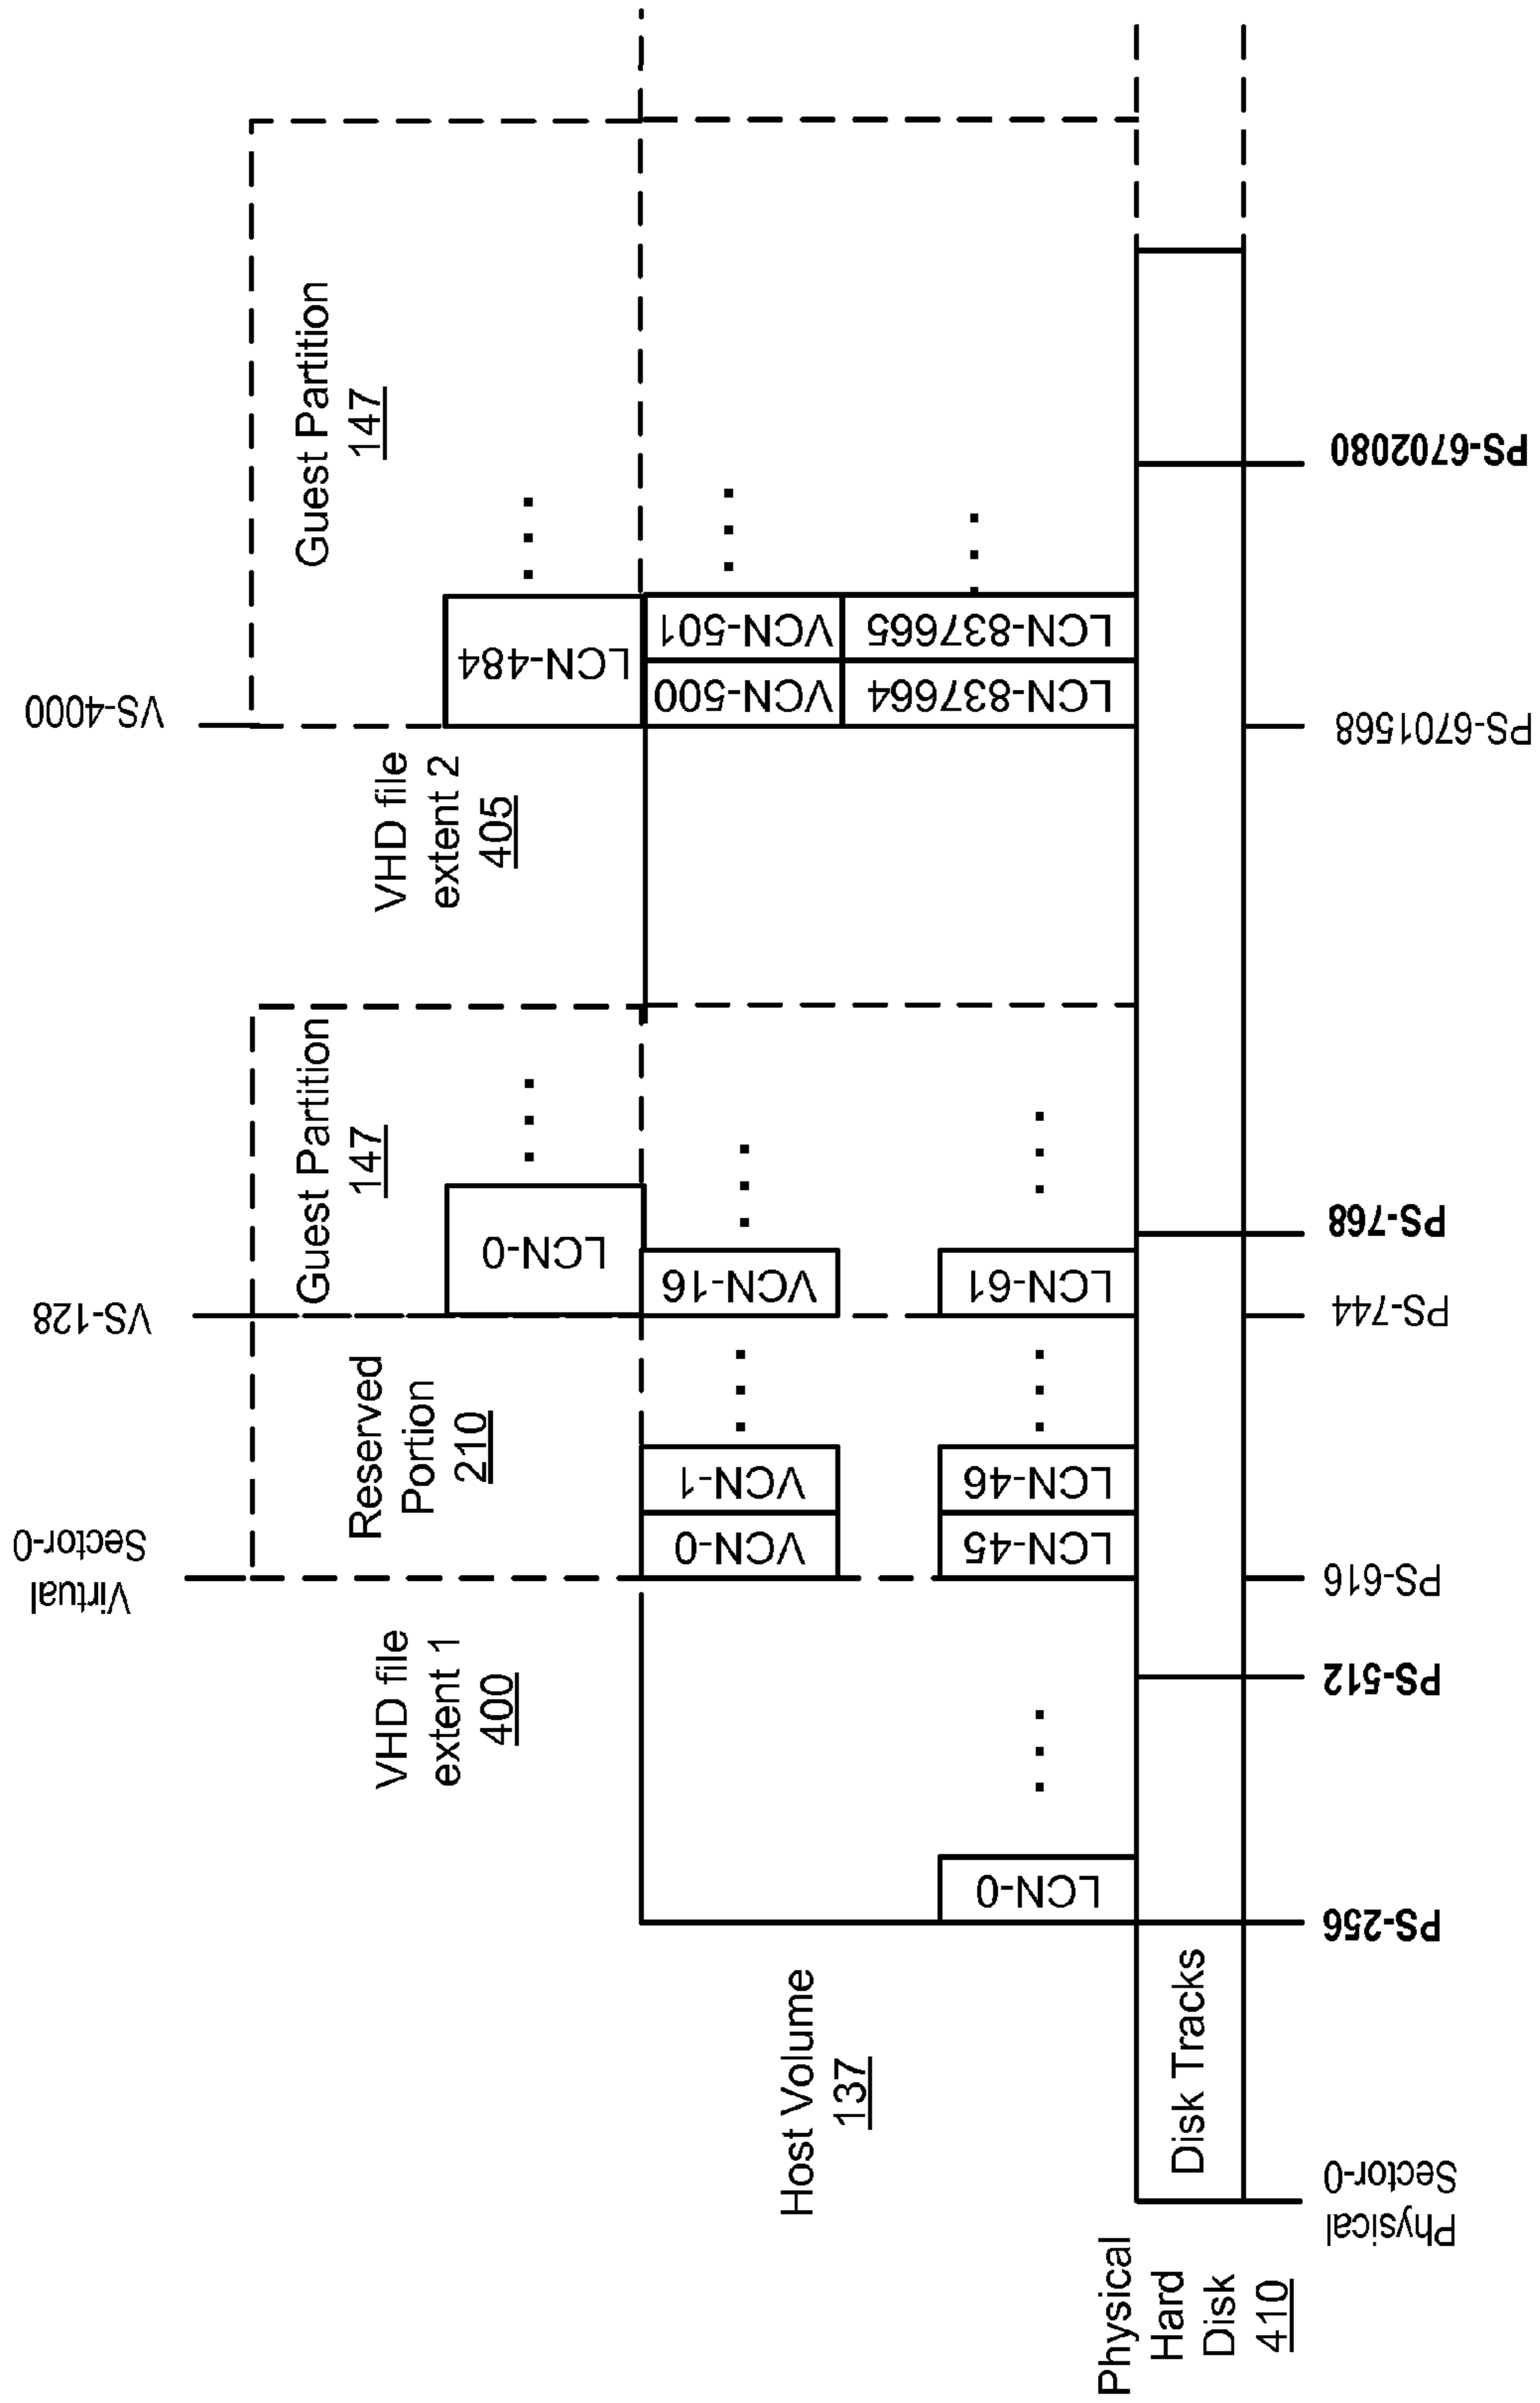 Virtual
Sector-0
VS-128
VS-4000
VHD file
extent 1
400
Reserved
Portion
210
Guest Partition
147
VHD file
extent 2
405
Guest Partition
147
LCN-0
...
LCN-484
...
Host Volume
137
VCN-0
VCN-1
...
VCN-16
...
VCN-500
VCN-501
...
LCN-0
...
LCN-45
LCN-46
...
LCN-61
...
LCN-837664
LCN-837665
...
Physical
Hard
Disk
410
Disk Tracks
Physical
Sector-0
PS-256
PS-512
PS-616
PS-744
PS-768
PS-6701568
PS-6702080